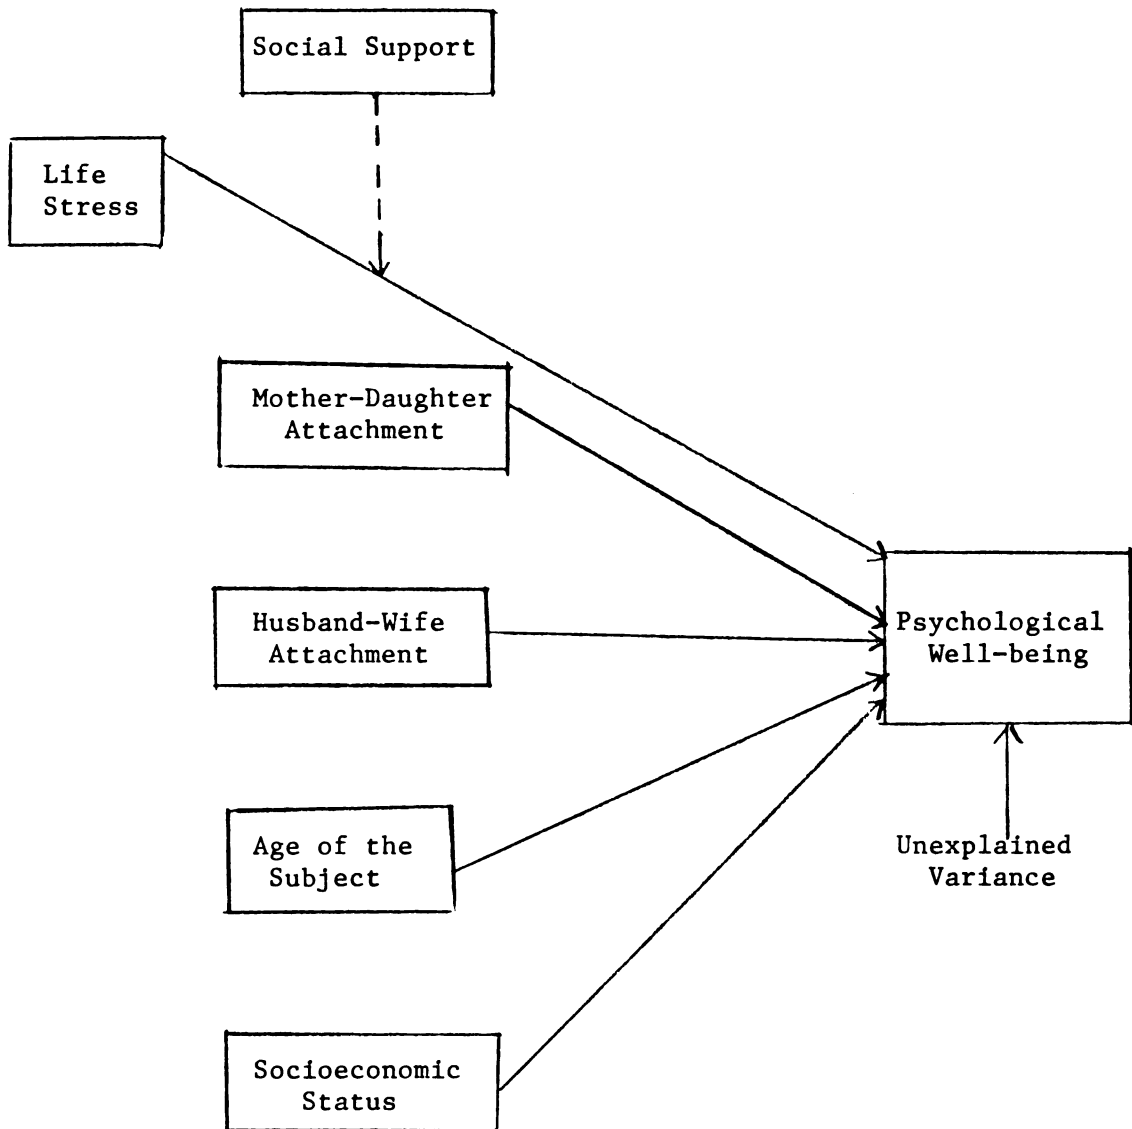 Social Support
Life
Stress
Mother-Daughter
Attachment
Husband-Wife
Attachment
Psychological
Well-being
Age of the
Subject
Unexplained
Variance
Socioeconomic
Status